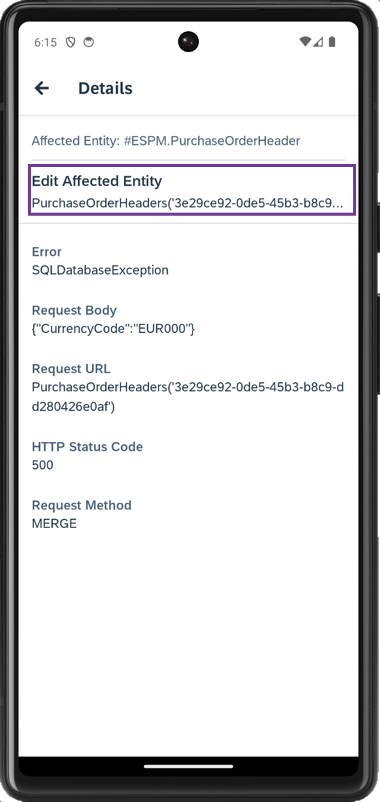 6:15
Details
Affected Entity: #ESPM.PurchaseOrderHeader
Edit Affected Entity
PurchaseOrderHeaders('3e29ce92-0de5-45b3-b8c9...
Error
SQLDatabaseException
Request Body
{"CurrencyCode":"EUR000"}
Request URL
PurchaseOrderHeaders('3e29ce92-0de5-45b3-b8c9-d
d280426e0af')
HTTP Status Code
500
Request Method
MERGE